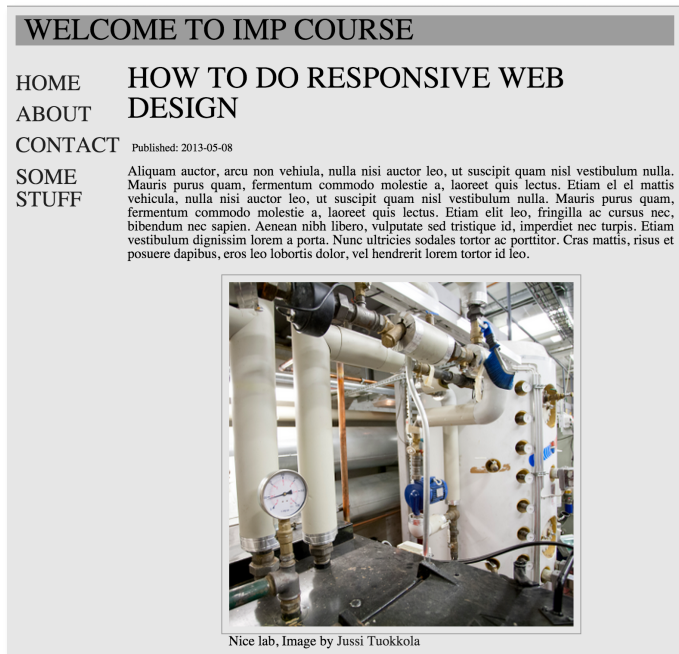 WELCOME TO IMP COURSE
HOME
ABOUT
CONTACT
SOME
STUFF
HOW TO DO RESPONSIVE WEB
DESIGN
Published: 2013-05-08
Aliquam auctor, arcu non vehiula, nulla nisi auctor leo, ut suscipit quam nisl vestibulum nulla.
Mauris purus quam, fermentum commodo molestie a, laoreet quis lectus. Etiam el el mattis
vehicula, nulla nisi auctor leo, ut suscipit quam nisl vestibulum nulla. Mauris purus quam,
fermentum commodo molestie a, laoreet quis lectus. Etiam elit leo, fringilla ac cursus nec,
bibendum nec sapien. Aenean nibh libero, vulputate sed tristique id, imperdiet nec turpis. Etiam
vestibulum dignissim lorem a porta. Nunc ultricies sodales tortor ac porttitor. Cras mattis, risus et
posuere dapibus, eros leo lobortis dolor, vel hendrerit lorem tortor id leo.
Nice lab, Image by Jussi Tuokkola